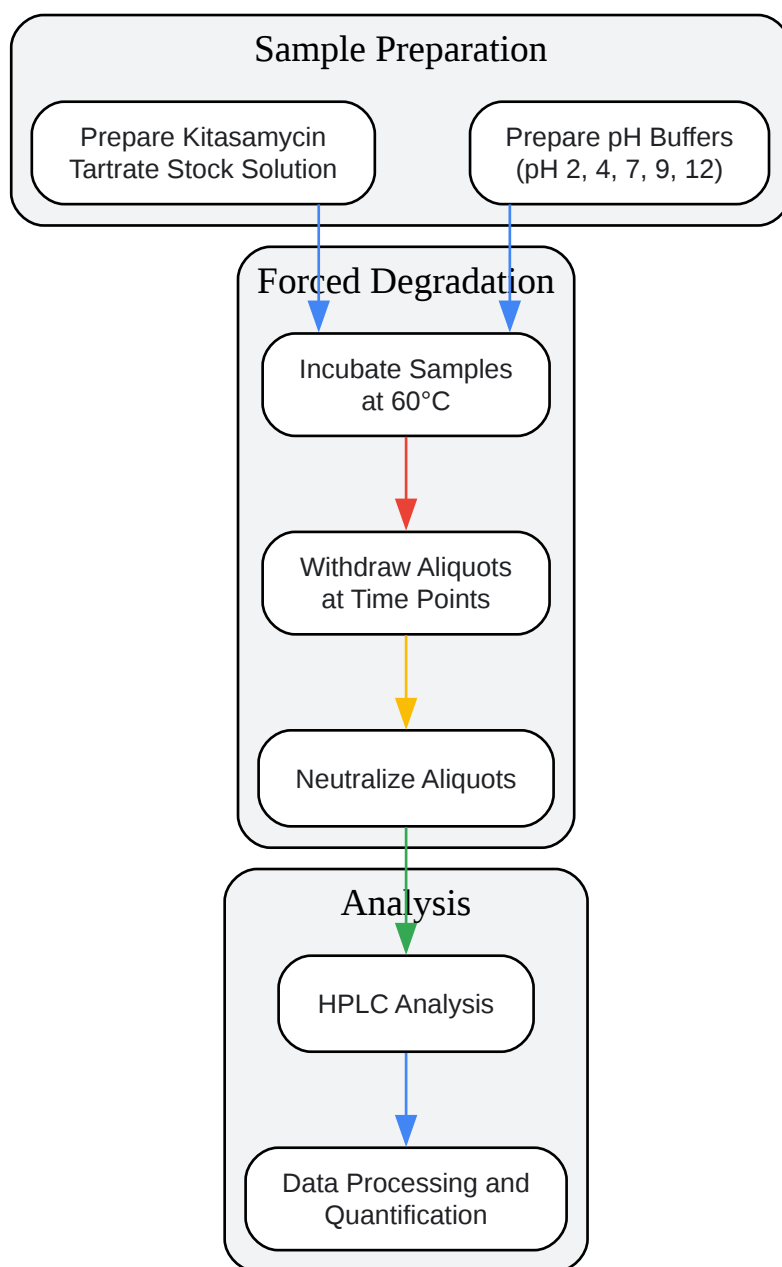 Sample Preparation
Prepare Kitasamycin
Tartrate Stock Solution
Prepare pH Buffers
(pH 2, 4, 7, 9, 12)
Forced Degradation
Incubate Samples
at 60°C
Withdraw Aliquots
at Time Points
Neutralize Aliquots
Analysis
HPLC Analysis
Data Processing and
Quantification